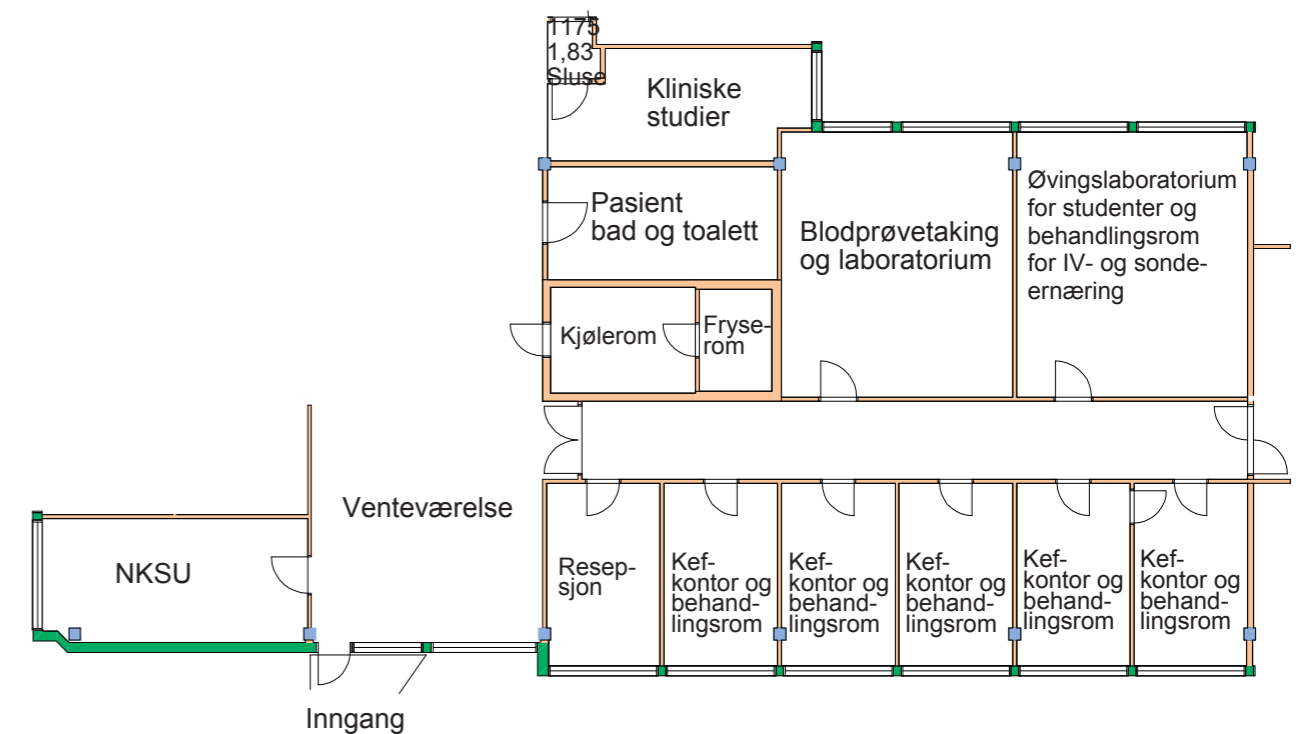 1175
1,83
Sluse
Kliniske
studier
Pasient
bad og toalett
Blodprøvetaking
og laboratorium
Øvingslaboratorium
for studenter og
behandlingsrom
for IV- og sonde-
ernæring
Kjølerom
Fryse-
rom
Venteværelse
NKSU
Resep-
sjon
Kef-
kontor og
behand-
lingsrom
Kef-
kontor og
behand-
lingsrom
Kef-
kontor og
behand-
lingsrom
Kef-
kontor og
behand-
lingsrom
Kef-
kontor og
behand-
lingsrom
Inngang